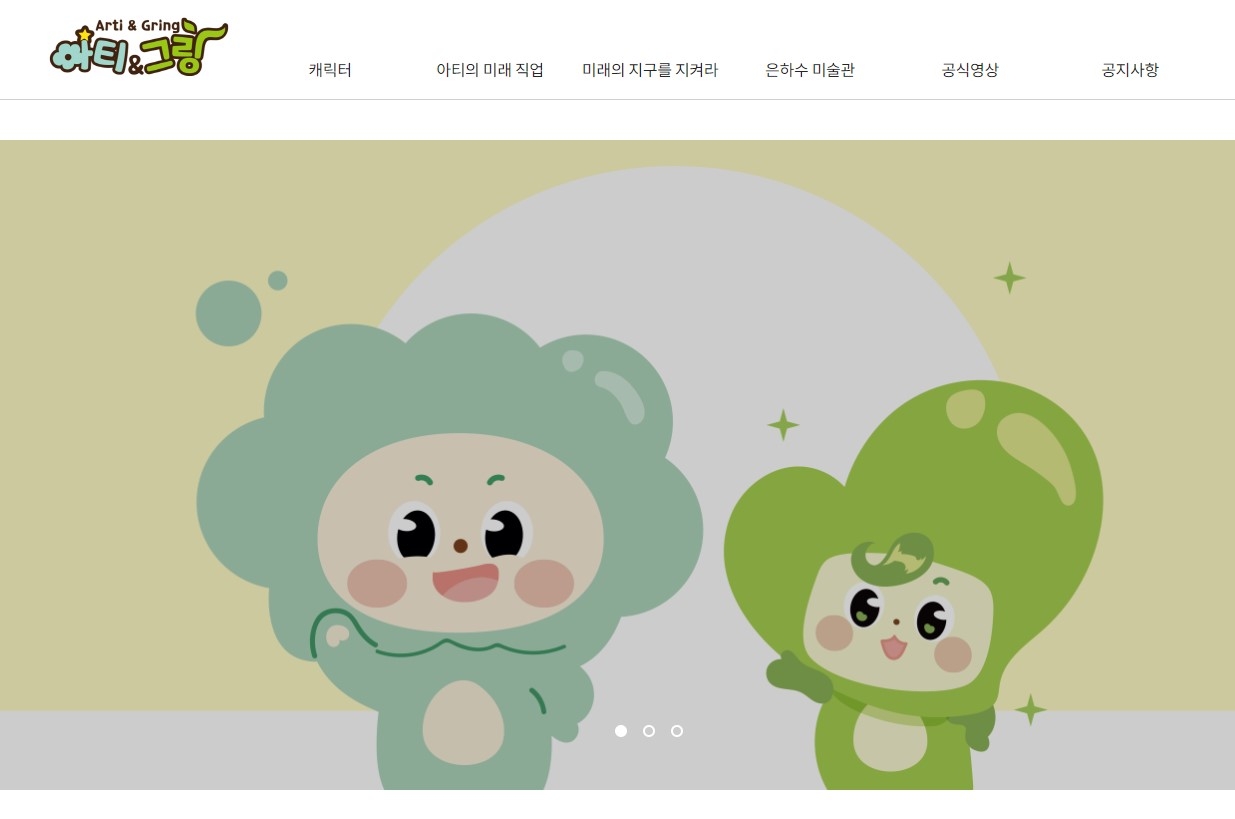 Arti & Gring
아티&그링
캐릭터
아티의 미래 직업
미래의 지구를 지켜라
은하수 미술관
공식영상
공지사항